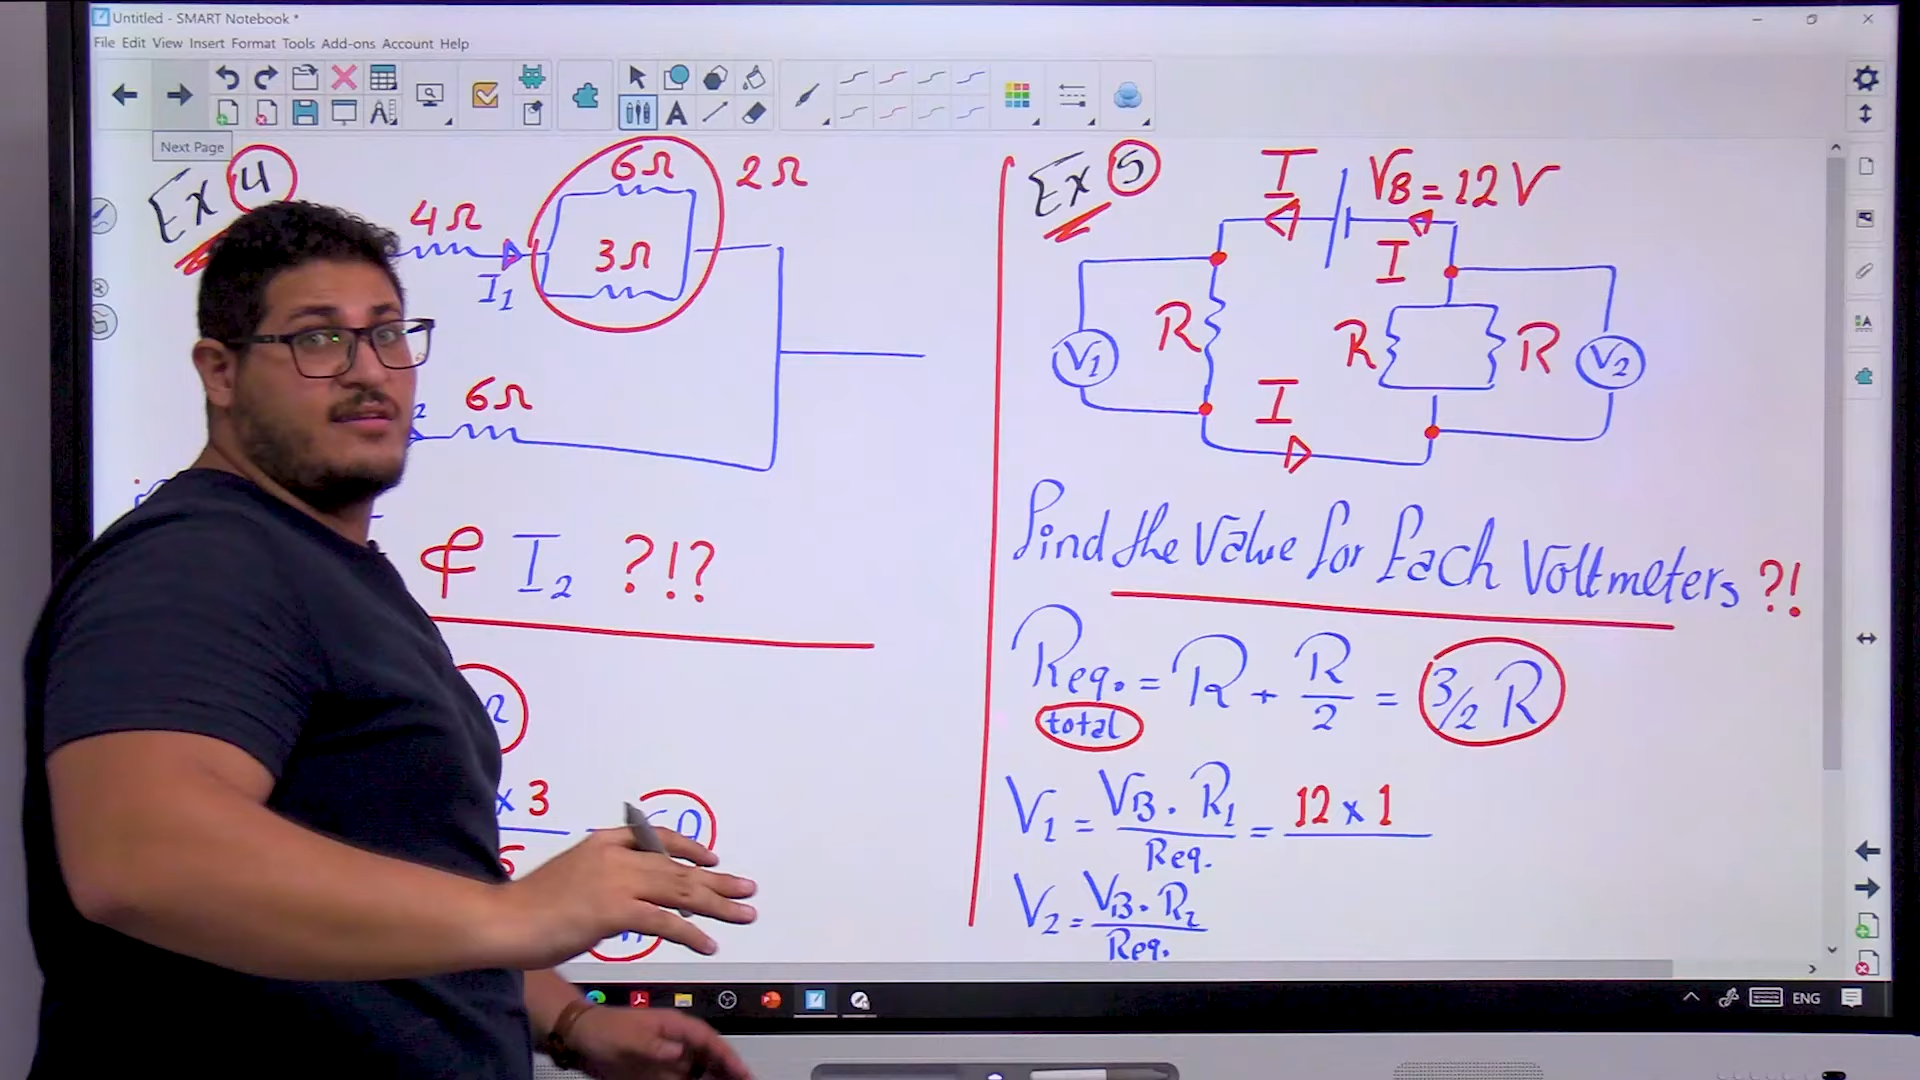 Untitled - SMART Notebook *
File Edit View Insert Format Tools Add-ons Account Help
Next Page
Ex 4
6Ω
2Ω
4Ω
3Ω
I1
2
6Ω
& I2 ?!?
Ω
x 3
Ex 5
I
VB = 12 V
I
R
R
R
V1
V2
I
Find the Value for Each Voltmeters ?!
Req. = R + R/2 = 3/2 R
total
V1 = VB . R1 / Req. = 12 x 1
V2 = VB . R2 / Req.
ENG